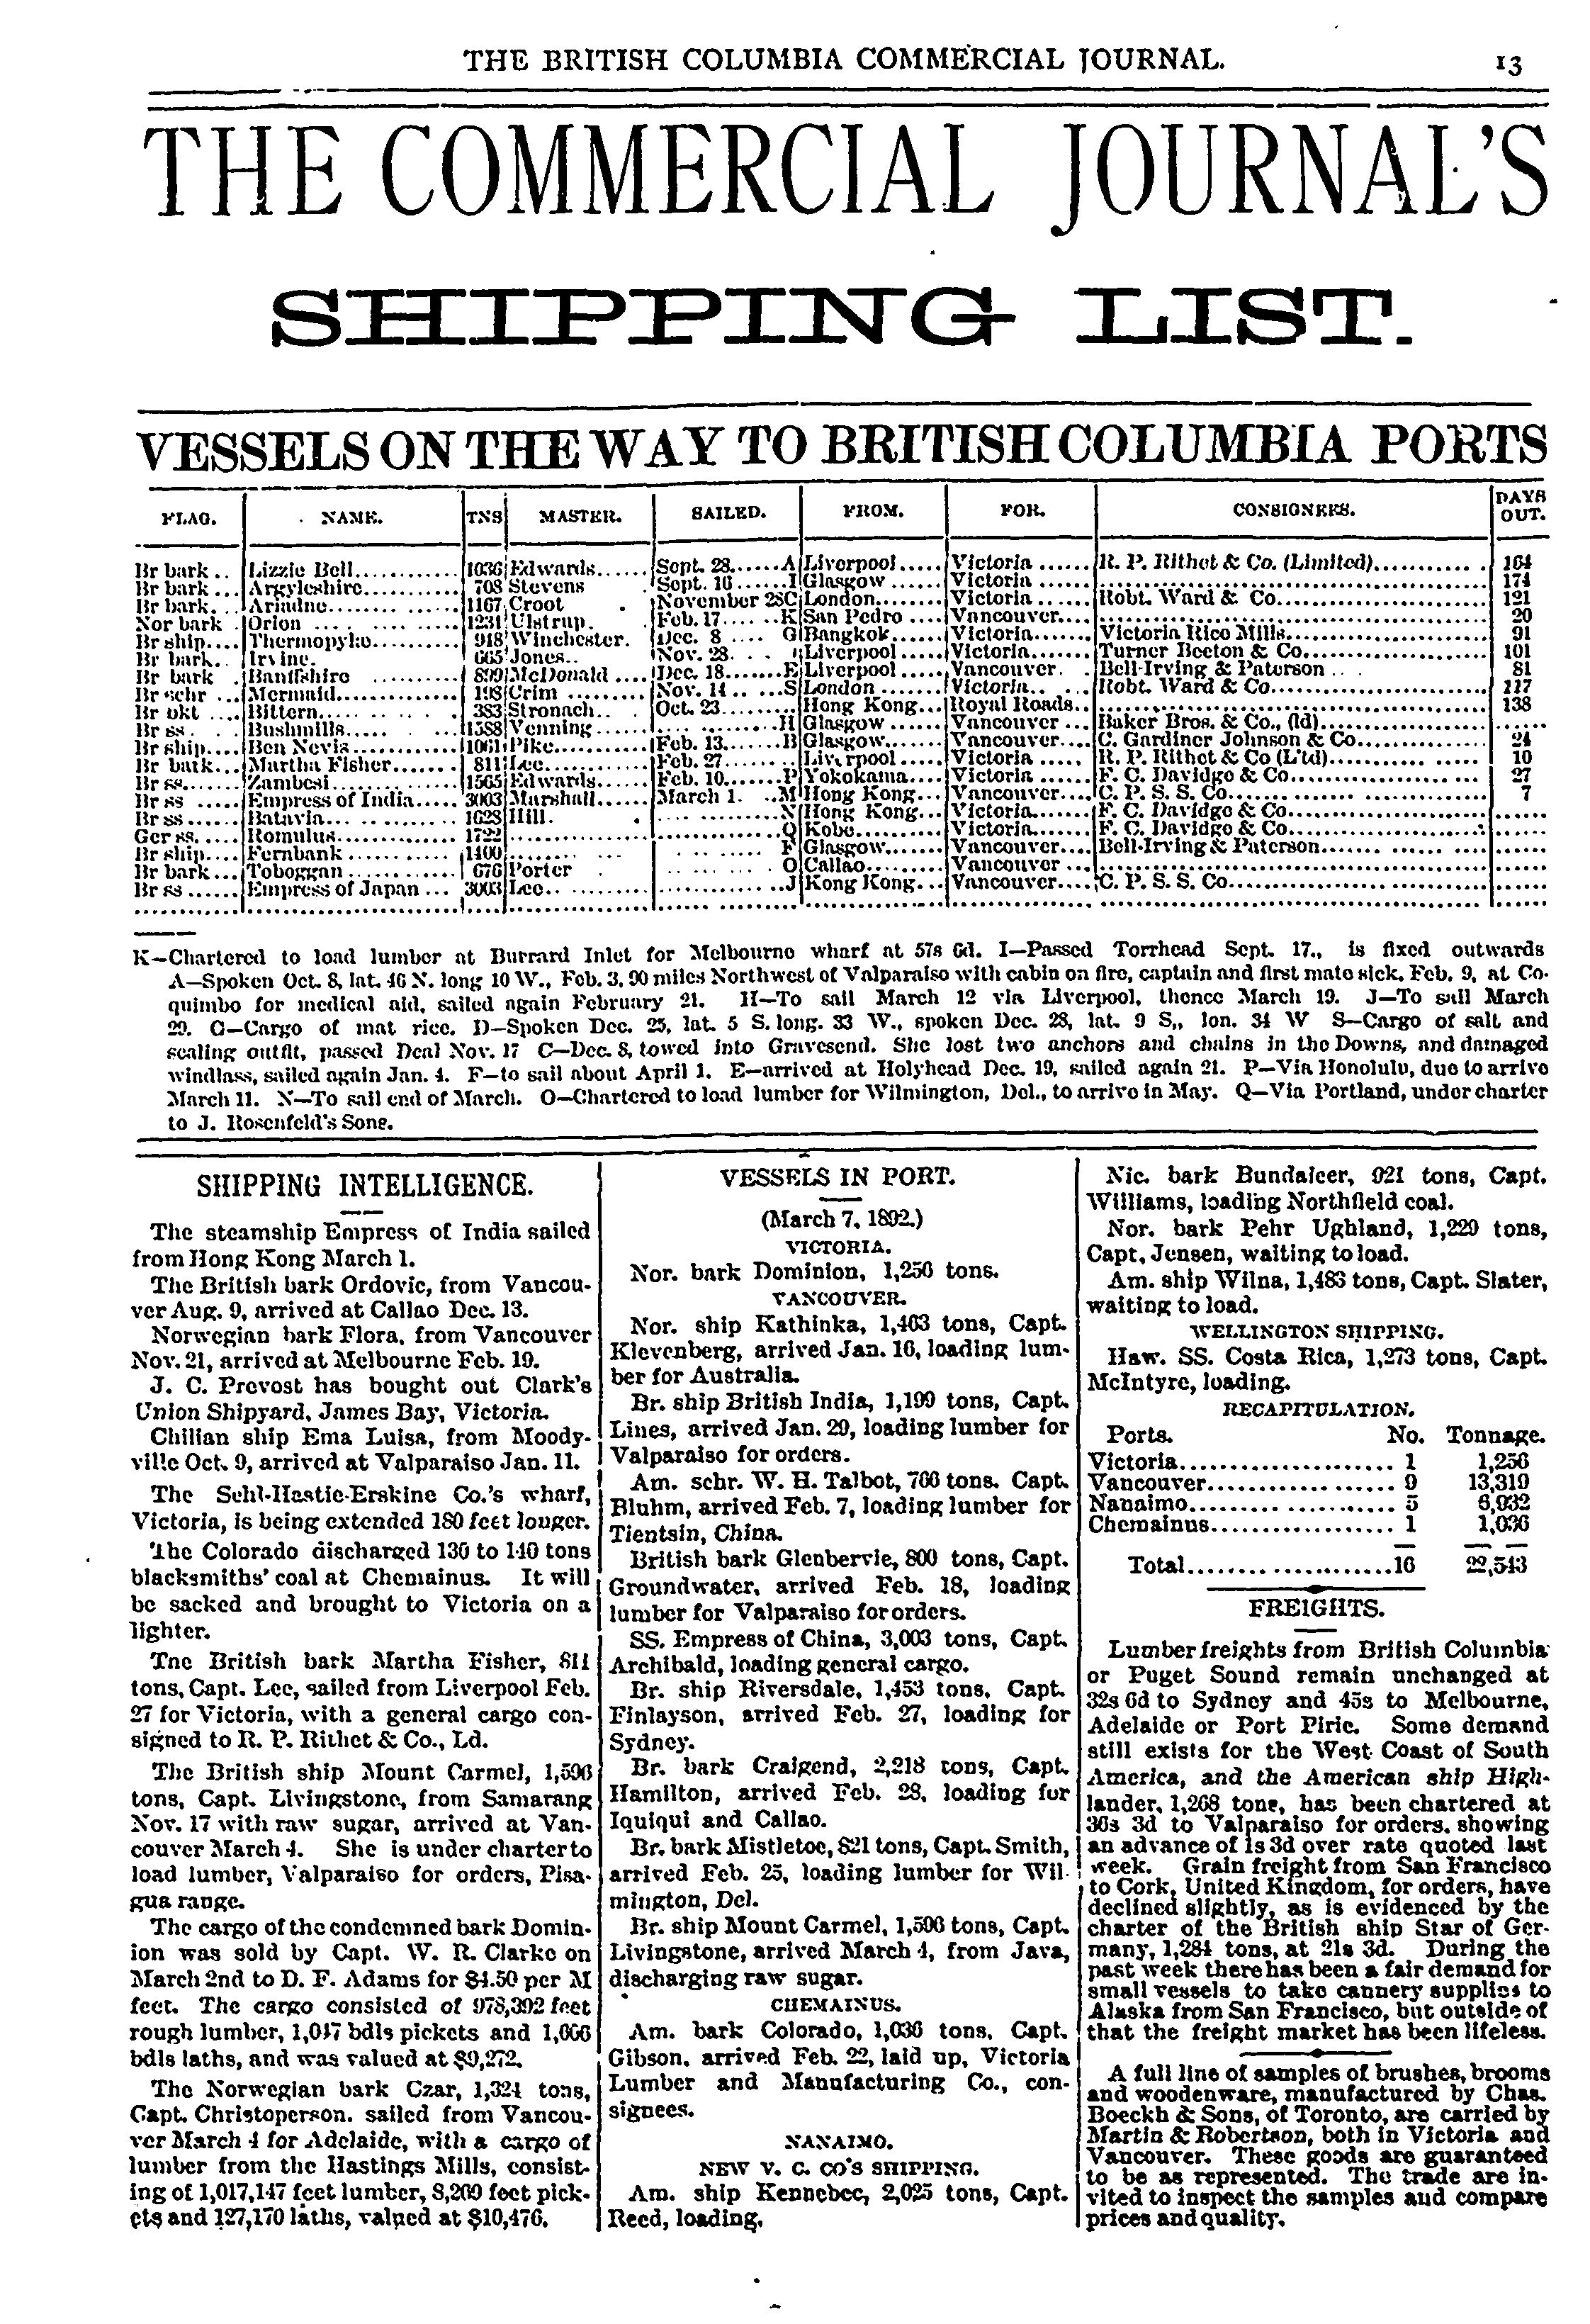 THE BRITISH COLUMBIA COMMERCIAL JOURNAL. 13
THE COMMERCIAL JOURNAL'S
SHIPPING LIST.
VESSELS ON THE WAY TO BRITISH COLUMBIA PORTS
FLAG. NAME. TNS MASTER. SAILED. FROM. FOR. CONSIGNEES. DAYS OUT.
Br bark.. Lizzie Bell 1036 Edwards Sept. 28 A Liverpool Victoria R. P. Rithet & Co. (Limited) 164
Br bark... Argyleshire 708 Stevens Sept. 16 I Glasgow Victoria 174
Br bark.. Ariadne 1167 Croot November 28C London Victoria Robt. Ward & Co 121
Nor bark Orion 1231 Ulstrup. Feb. 17 K San Pedro Vancouver 20
Br ship.... Thermopylæ 918 Winchester. Dec. 8 G Bangkok Victoria Victoria Rice Mills 91
Br bark.. Irvine. 665 Jones.. Nov. 28. Liverpool Victoria Turner Beeton & Co 101
Br bark . Banffshire 899 McDonald Dec. 18 E Liverpool Vancouver. Bell-Irving & Paterson 81
Br schr ... Mermaid 198 Crim Nov. 14 S London Victoria.. Robt. Ward & Co 117
Br bkt .... Bittern 383 Stronach.. Oct. 23 Hong Kong... Royal Roads.. 138
Br ss. Bushmills 1588 Venning H Glasgow Vancouver Baker Bros. & Co., (ld)
Br ship.... Ben Nevis 1061 Pike Feb. 13 B Glasgow Vancouver.... C. Gardiner Johnson & Co 24
Br bark... Martha Fisher 811 Lee Feb. 27 Liverpool Victoria R. P. Rithet & Co (L'td) 10
Br ss Zambesi 1565 Edwards Feb. 10 P Yokokama Victoria F. C. Davidge & Co 27
Br ss Empress of India 3003 Marshall March 1. M Hong Kong... Vancouver.... C. P. S. S. Co 7
Br ss Batavia 1628 Hill. N Hong Kong... Victoria F. C. Davidge & Co
Ger ss Romulus 1722 Q Kobe Victoria F. C. Davidge & Co
Br ship.... Fernbank 1400 F Glasgow Vancouver.... Bell-Irving & Paterson
Br bark... Toboggan 676 Porter O Callao Vancouver
Br ss Empress of Japan ... 3003 Lee J Kong Kong... Vancouver.... C. P. S. S. Co
K—Chartered to load lumber at Burrard Inlet for Melbourne wharf at 57s 6d. I—Passed Torrhead Sept. 17., is fixed outwards
A—Spoken Oct. 8, lat. 46 N. long 10 W., Feb. 3, 90 miles Northwest of Valparaiso with cabin on fire, captain and first mate sick. Feb. 9, at Co-
quimbo for medical aid, sailed again February 21. H—To sail March 12 via Liverpool, thence March 19. J—To sail March
29. G—Cargo of mat rice. D—Spoken Dec. 25, lat. 5 S. long. 33 W., spoken Dec. 28, lat. 9 S,, lon. 34 W S—Cargo of salt and
sealing outfit, passed Deal Nov. 17 C—Dec. 8, towed into Gravesend. She lost two anchors and chains in the Downs, and damaged
windlass, sailed again Jan. 4. F—to sail about April 1. E—arrived at Holyhead Dec. 19, sailed again 21. P—Via Honolulu, due to arrive
March 11. N—To sail end of March. O—Chartered to load lumber for Wilmington, Del., to arrive in May. Q—Via Portland, under charter
to J. Rosenfeld's Sons.
SHIPPING INTELLIGENCE.
The steamship Empress of India sailed
from Hong Kong March 1.
The British bark Ordovic, from Vancou-
ver Aug. 9, arrived at Callao Dec. 13.
Norwegian bark Flora, from Vancouver
Nov. 21, arrived at Melbourne Feb. 19.
J. C. Prevost has bought out Clark's
Union Shipyard, James Bay, Victoria.
Chilian ship Ema Luisa, from Moody-
ville Oct. 9, arrived at Valparaiso Jan. 11.
The Sehl-Hastie-Erskine Co.'s wharf,
Victoria, is being extended 180 feet longer.
The Colorado discharged 130 to 140 tons
blacksmiths' coal at Chemainus. It will
be sacked and brought to Victoria on a
lighter.
The British bark Martha Fisher, 811
tons, Capt. Lee, sailed from Liverpool Feb.
27 for Victoria, with a general cargo con-
signed to R. P. Rithet & Co., Ld.
The British ship Mount Carmel, 1,596
tons, Capt. Livingstone, from Samarang
Nov. 17 with raw sugar, arrived at Van-
couver March 4. She is under charter to
load lumber, Valparaiso for orders, Pisa-
gua range.
The cargo of the condemned bark Domin-
ion was sold by Capt. W. R. Clarke on
March 2nd to D. F. Adams for $4.50 per M
feet. The cargo consisted of 978,392 feet
rough lumber, 1,047 bdls pickets and 1,666
bdls laths, and was valued at $9,272.
The Norwegian bark Czar, 1,324 tons,
Capt. Christoperson. sailed from Vancou-
ver March 4 for Adelaide, with a cargo of
lumber from the Hastings Mills, consist-
ing of 1,017,147 feet lumber, 8,269 feet pick-
ets and 127,170 laths, valued at $10,476.
VESSELS IN PORT.
(March 7, 1892.)
VICTORIA.
Nor. bark Dominion, 1,256 tons.
VANCOUVER.
Nor. ship Kathinka, 1,463 tons, Capt.
Klevenberg, arrived Jan. 16, loading lum-
ber for Australia.
Br. ship British India, 1,199 tons, Capt.
Lines, arrived Jan. 29, loading lumber for
Valparaiso for orders.
Am. schr. W. H. Talbot, 766 tons. Capt.
Bluhm, arrived Feb. 7, loading lumber for
Tientsin, China.
British bark Glenbervie, 800 tons, Capt.
Groundwater, arrived Feb. 18, loading
lumber for Valparaiso for orders.
SS. Empress of China, 3,003 tons, Capt.
Archibald, loading general cargo.
Br. ship Riversdale, 1,453 tons, Capt.
Finlayson, arrived Feb. 27, loading for
Sydney.
Br. bark Craigend, 2,218 tons, Capt.
Hamilton, arrived Feb. 28, loading for
Iquiqui and Callao.
Br. bark Mistletoe, 821 tons, Capt. Smith,
arrived Feb. 25, loading lumber for Wil-
mington, Del.
Br. ship Mount Carmel, 1,596 tons, Capt.
Livingstone, arrived March 4, from Java,
discharging raw sugar.
CHEMAINUS.
Am. bark Colorado, 1,036 tons, Capt.
Gibson. arrived Feb. 22, laid up, Victoria
Lumber and Manufacturing Co., con-
signees.
NANAIMO.
NEW V. C. CO'S SHIPPING.
Am. ship Kennebec, 2,025 tons, Capt.
Reed, loading.
Nic. bark Bundaleer, 921 tons, Capt.
Williams, loading Northfield coal.
Nor. bark Pehr Ughland, 1,229 tons,
Capt. Jensen, waiting to load.
Am. ship Wilna, 1,483 tons, Capt. Slater,
waiting to load.
WELLINGTON SHIPPING.
Haw. SS. Costa Rica, 1,273 tons, Capt.
McIntyre, loading.
RECAPITULATION.
Ports. No. Tonnage.
Victoria 1 1,256
Vancouver 9 13,319
Nanaimo 5 6,932
Chemainus 1 1,036
Total 16 22,543
FREIGHTS.
Lumber freights from British Columbia
or Puget Sound remain unchanged at
32s 6d to Sydney and 45s to Melbourne,
Adelaide or Port Pirie. Some demand
still exists for the West Coast of South
America, and the American ship High-
lander, 1,268 tons, has been chartered at
36s 3d to Valparaiso for orders. showing
an advance of 1s 3d over rate quoted last
week. Grain freight from San Francisco
to Cork, United Kingdom, for orders, have
declined slightly, as is evidenced by the
charter of the British ship Star of Ger-
many, 1,284 tons, at 21s 3d. During the
past week there has been a fair demand for
small vessels to take cannery supplies to
Alaska from San Francisco, but outside of
that the freight market has been lifeless.
A full line of samples of brushes, brooms
and woodenware, manufactured by Chas.
Boeckh & Sons, of Toronto, are carried by
Martin & Robertson, both in Victoria and
Vancouver. These goods are guaranteed
to be as represented. The trade are in-
vited to inspect the samples and compare
prices and quality.